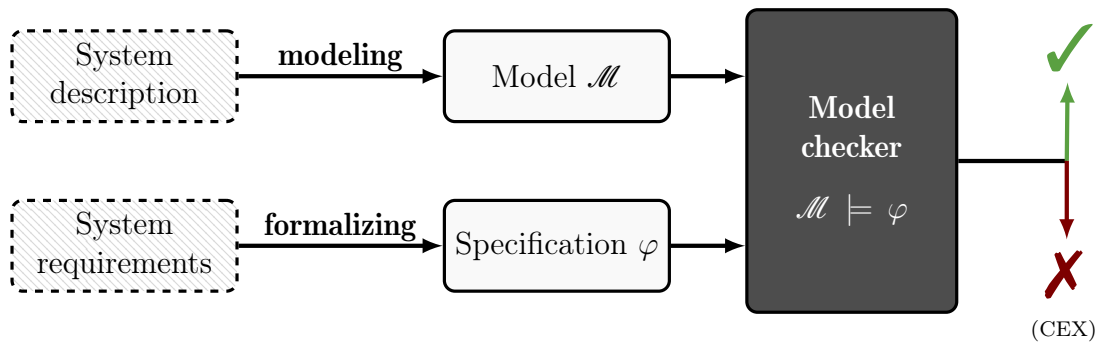 System
description
modeling
Model ℳ
System
requirements
formalizing
Specification φ
Model
checker
ℳ ⊨ φ
✓
✗
(CEX)